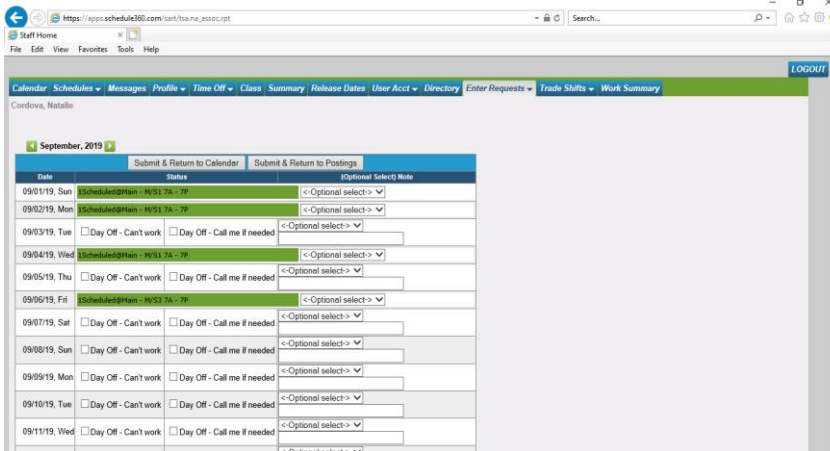 https://apps.schedule360.com/sart/tsa.na_assoc.rpt
Search...
Staff Home
File Edit View Favorites Tools Help
LOGOUT
Calendar Schedules Messages Profile Time Off Class Summary Release Dates User Acct Directory Enter Requests Trade Shifts Work Summary
Cordova, Natalie
September, 2019
Submit & Return to Calendar Submit & Return to Postings
Date Status (Optional Select) Note
09/01/19, Sun 1Scheduled@Main - M/S1 7A - 7P <-Optional select->
09/02/19, Mon 1Scheduled@Main - M/S1 7A - 7P <-Optional select->
09/03/19, Tue Day Off - Can't work Day Off - Call me if needed <-Optional select->
09/04/19, Wed 1Scheduled@Main - M/S1 7A - 7P <-Optional select->
09/05/19, Thu Day Off - Can't work Day Off - Call me if needed <-Optional select->
09/06/19, Fri 1Scheduled@Main - M/S3 7A - 7P <-Optional select->
09/07/19, Sat Day Off - Can't work Day Off - Call me if needed <-Optional select->
09/08/19, Sun Day Off - Can't work Day Off - Call me if needed <-Optional select->
09/09/19, Mon Day Off - Can't work Day Off - Call me if needed <-Optional select->
09/10/19, Tue Day Off - Can't work Day Off - Call me if needed <-Optional select->
09/11/19, Wed Day Off - Can't work Day Off - Call me if needed <-Optional select->